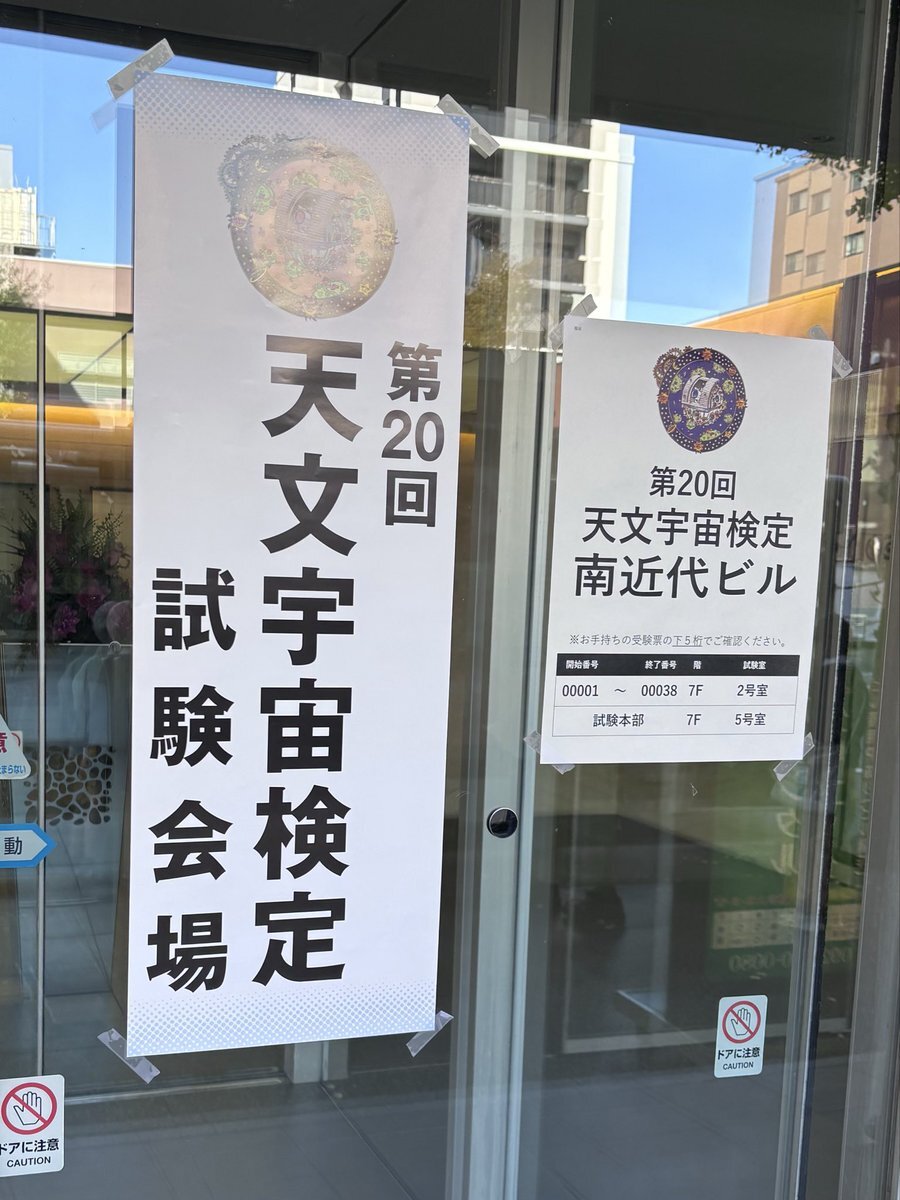 第20回
天文宇宙検定
試験会場
第20回
天文宇宙検定
南近代ビル
※お手持ちの受験票の下5桁でご確認ください。
開始番号 終了番号 階 試験室
00001 ～ 00038 7F 2号室
試験本部 7F 5号室
動
ドアに注意
CAUTION
ドアに注意
CAUTION